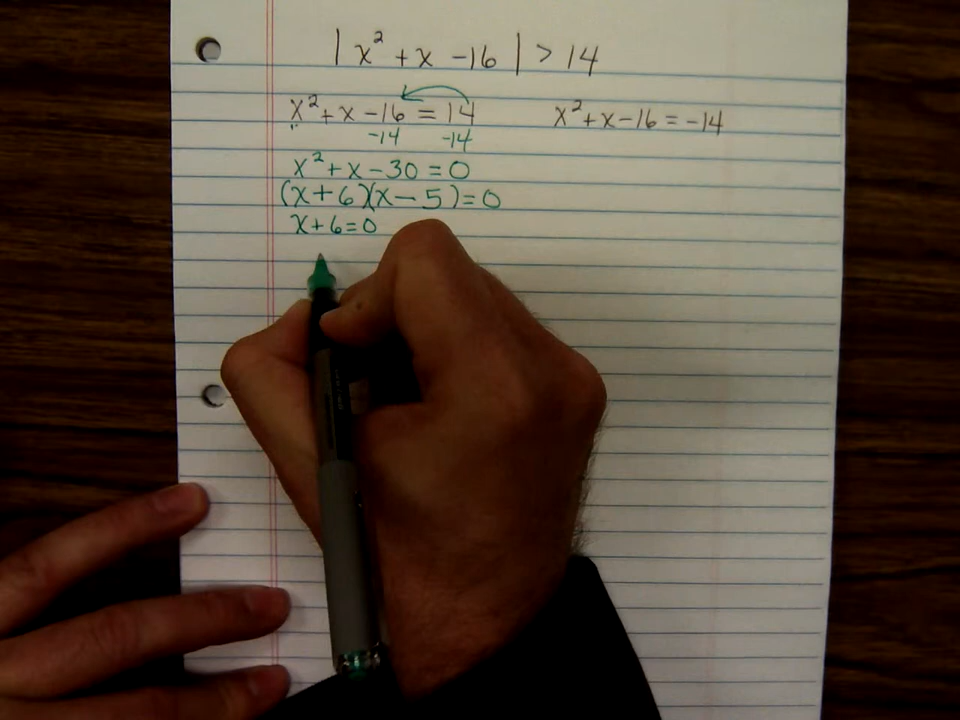 |x² + x - 16| > 14
x² + x - 16 = 14
-14 -14
x² + x - 30 = 0
(x + 6)(x - 5) = 0
x + 6 = 0
x² + x - 16 = -14